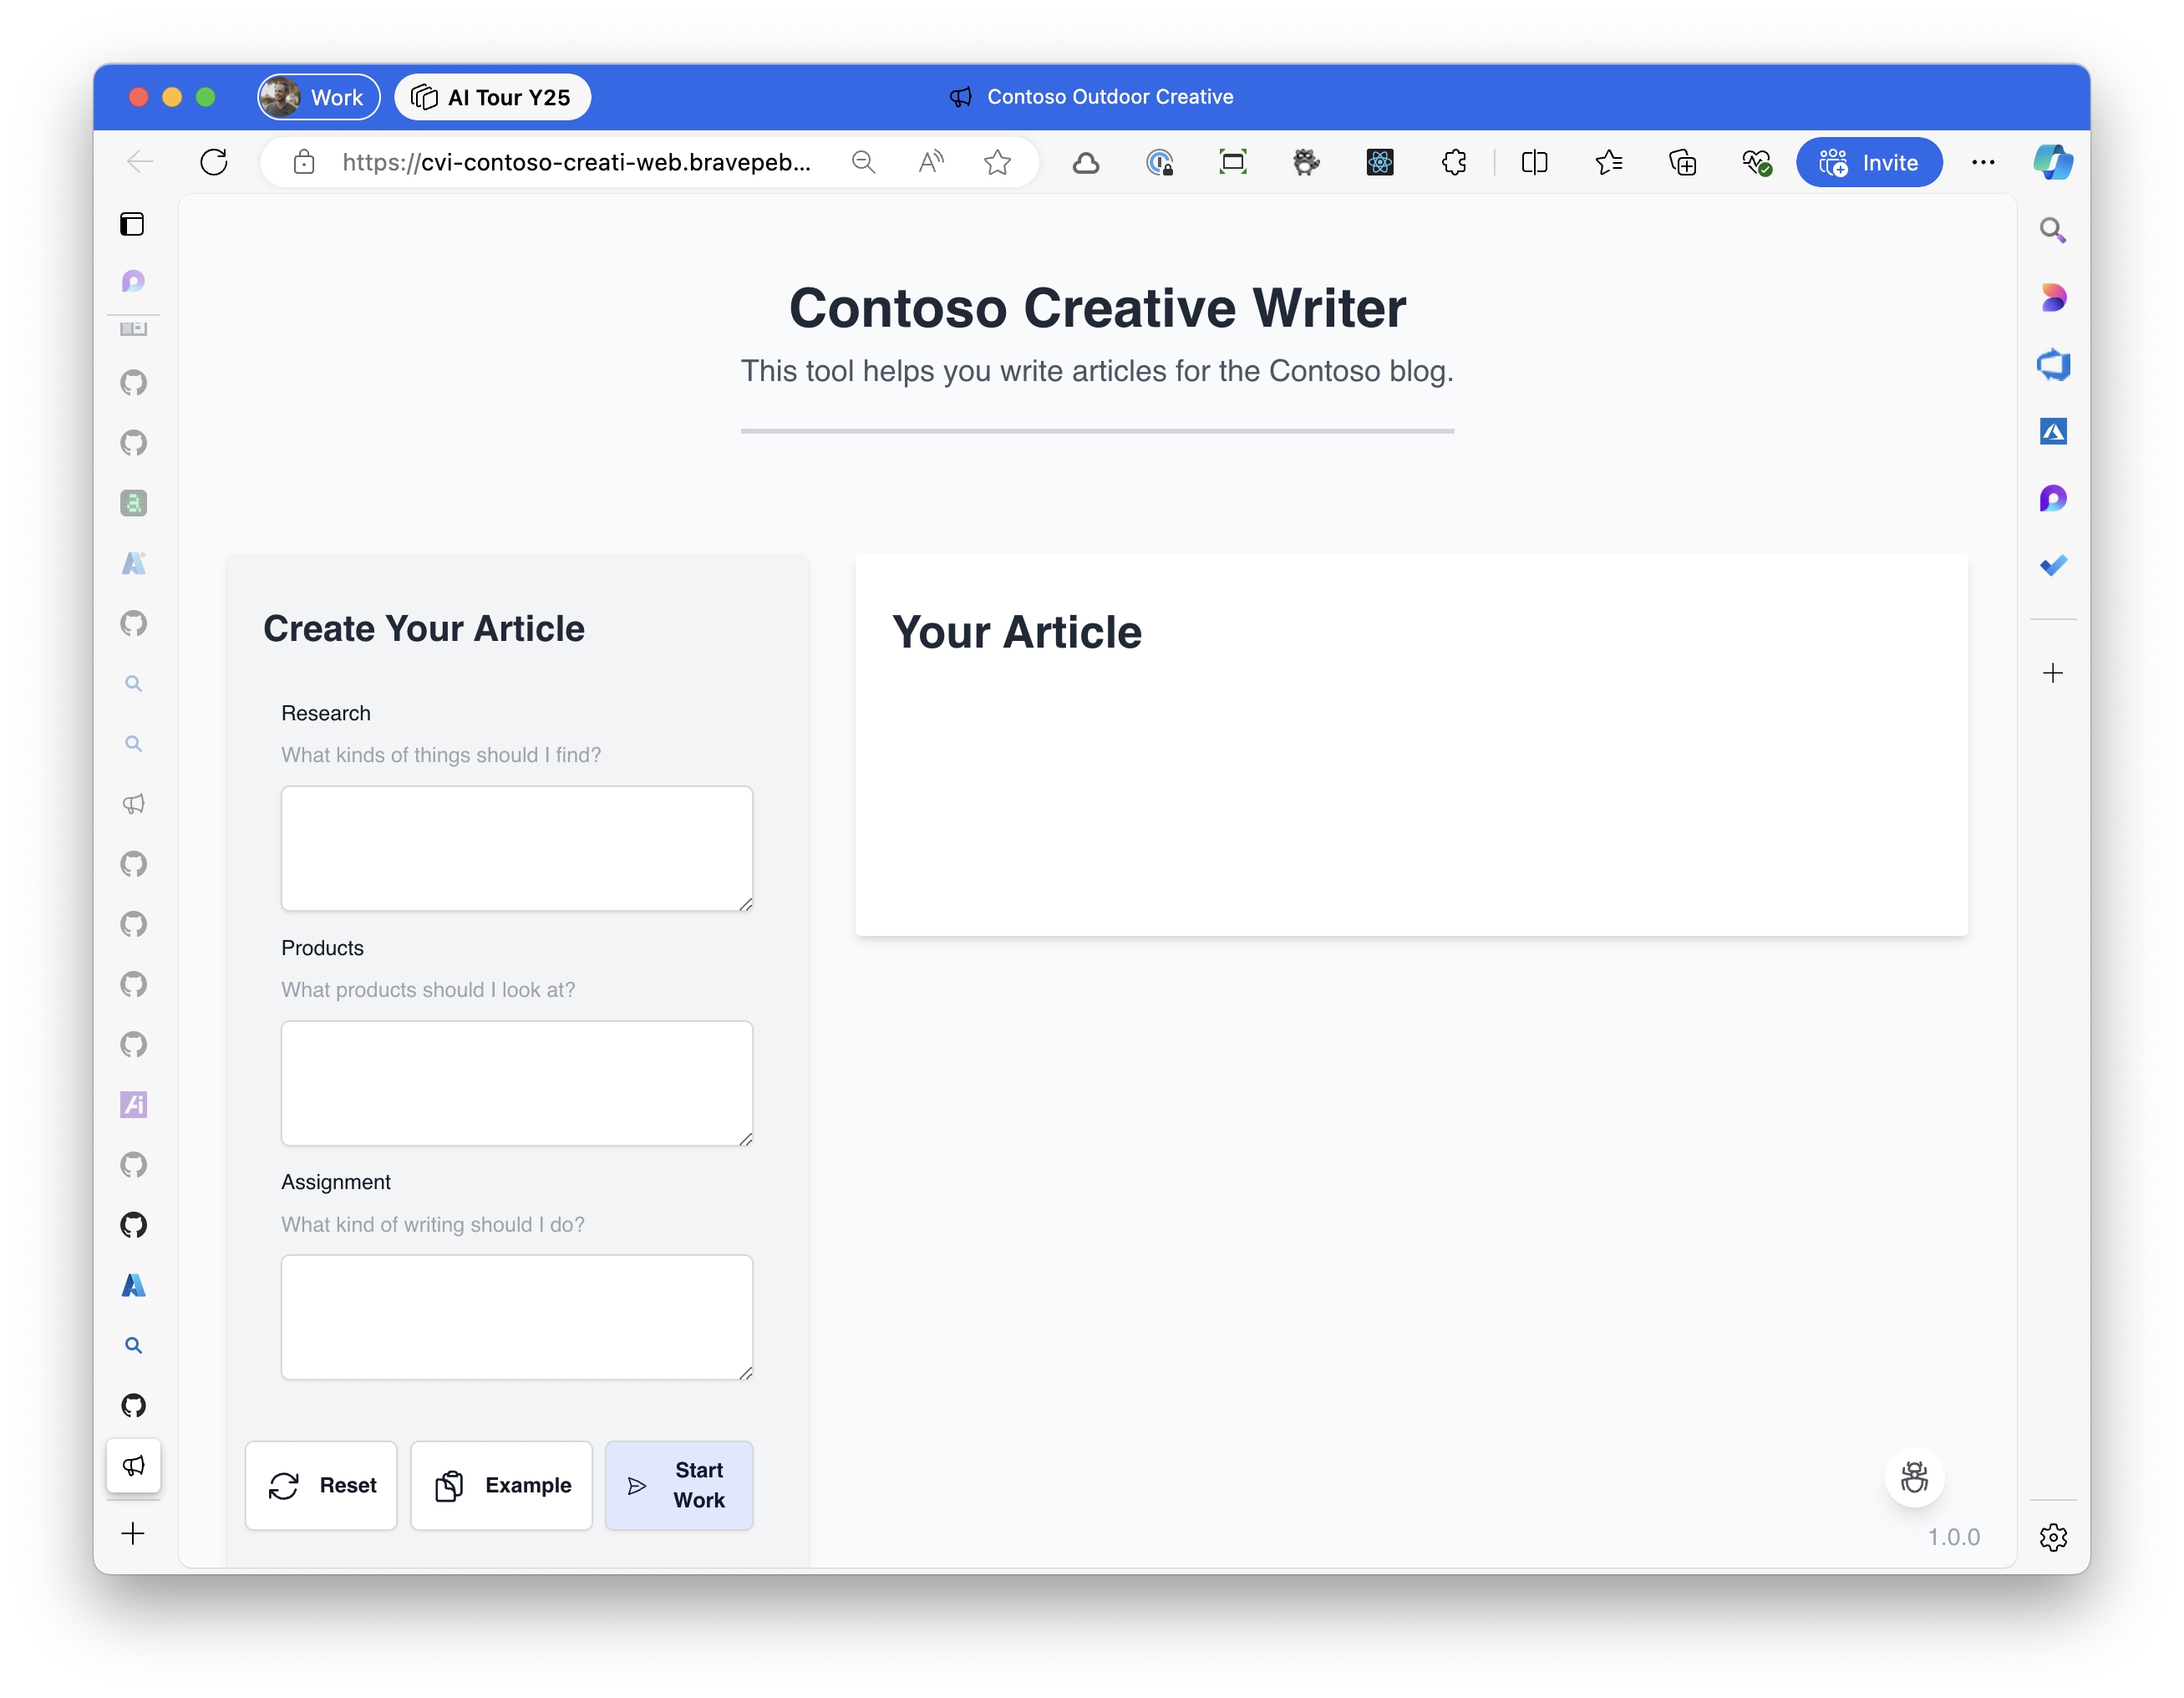 Work
AI Tour Y25
Contoso Outdoor Creative
https://cvi-contoso-creati-web.bravepeb...
Invite
Contoso Creative Writer
This tool helps you write articles for the Contoso blog.
Create Your Article
Research
What kinds of things should I find?
Products
What products should I look at?
Assignment
What kind of writing should I do?
Reset
Example
Start
Work
Your Article
1.0.0